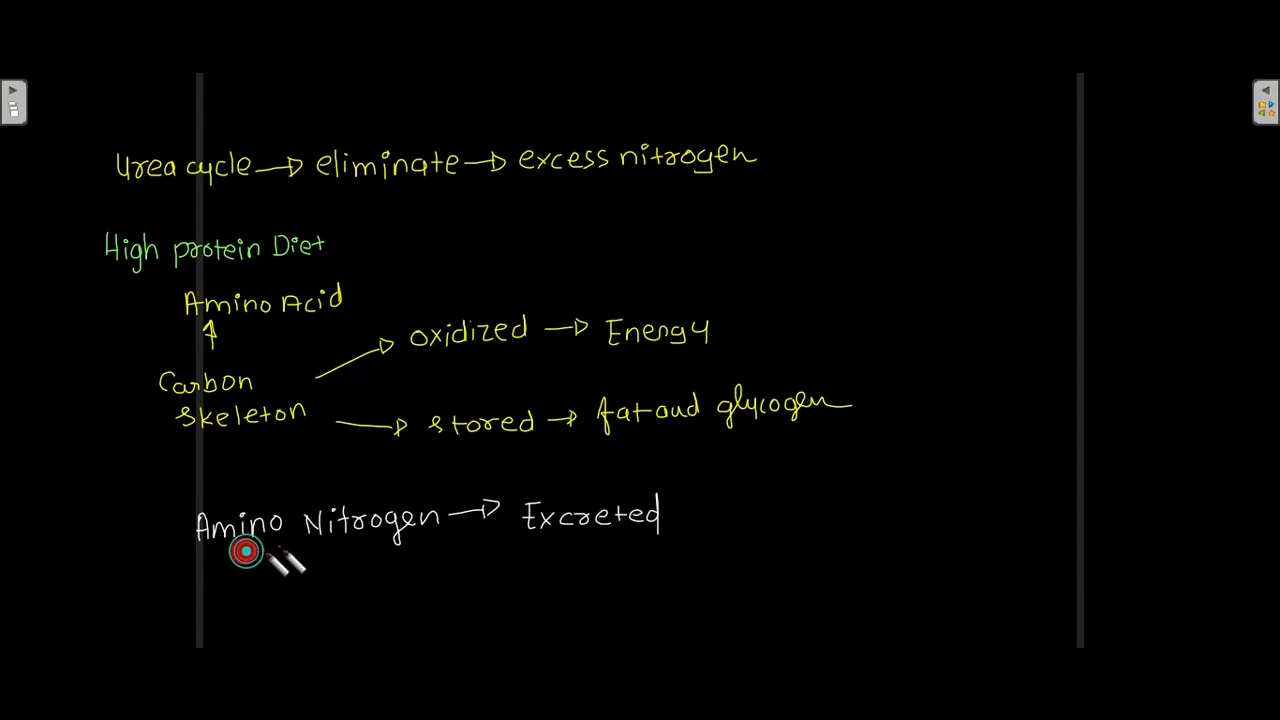 Urea cycle → eliminate → excess nitrogen
High protein Diet
Amino Acid
↑
oxidized → Energy
Carbon
skeleton
→ stored → fat and glycogen
Amino Nitrogen → Excreted